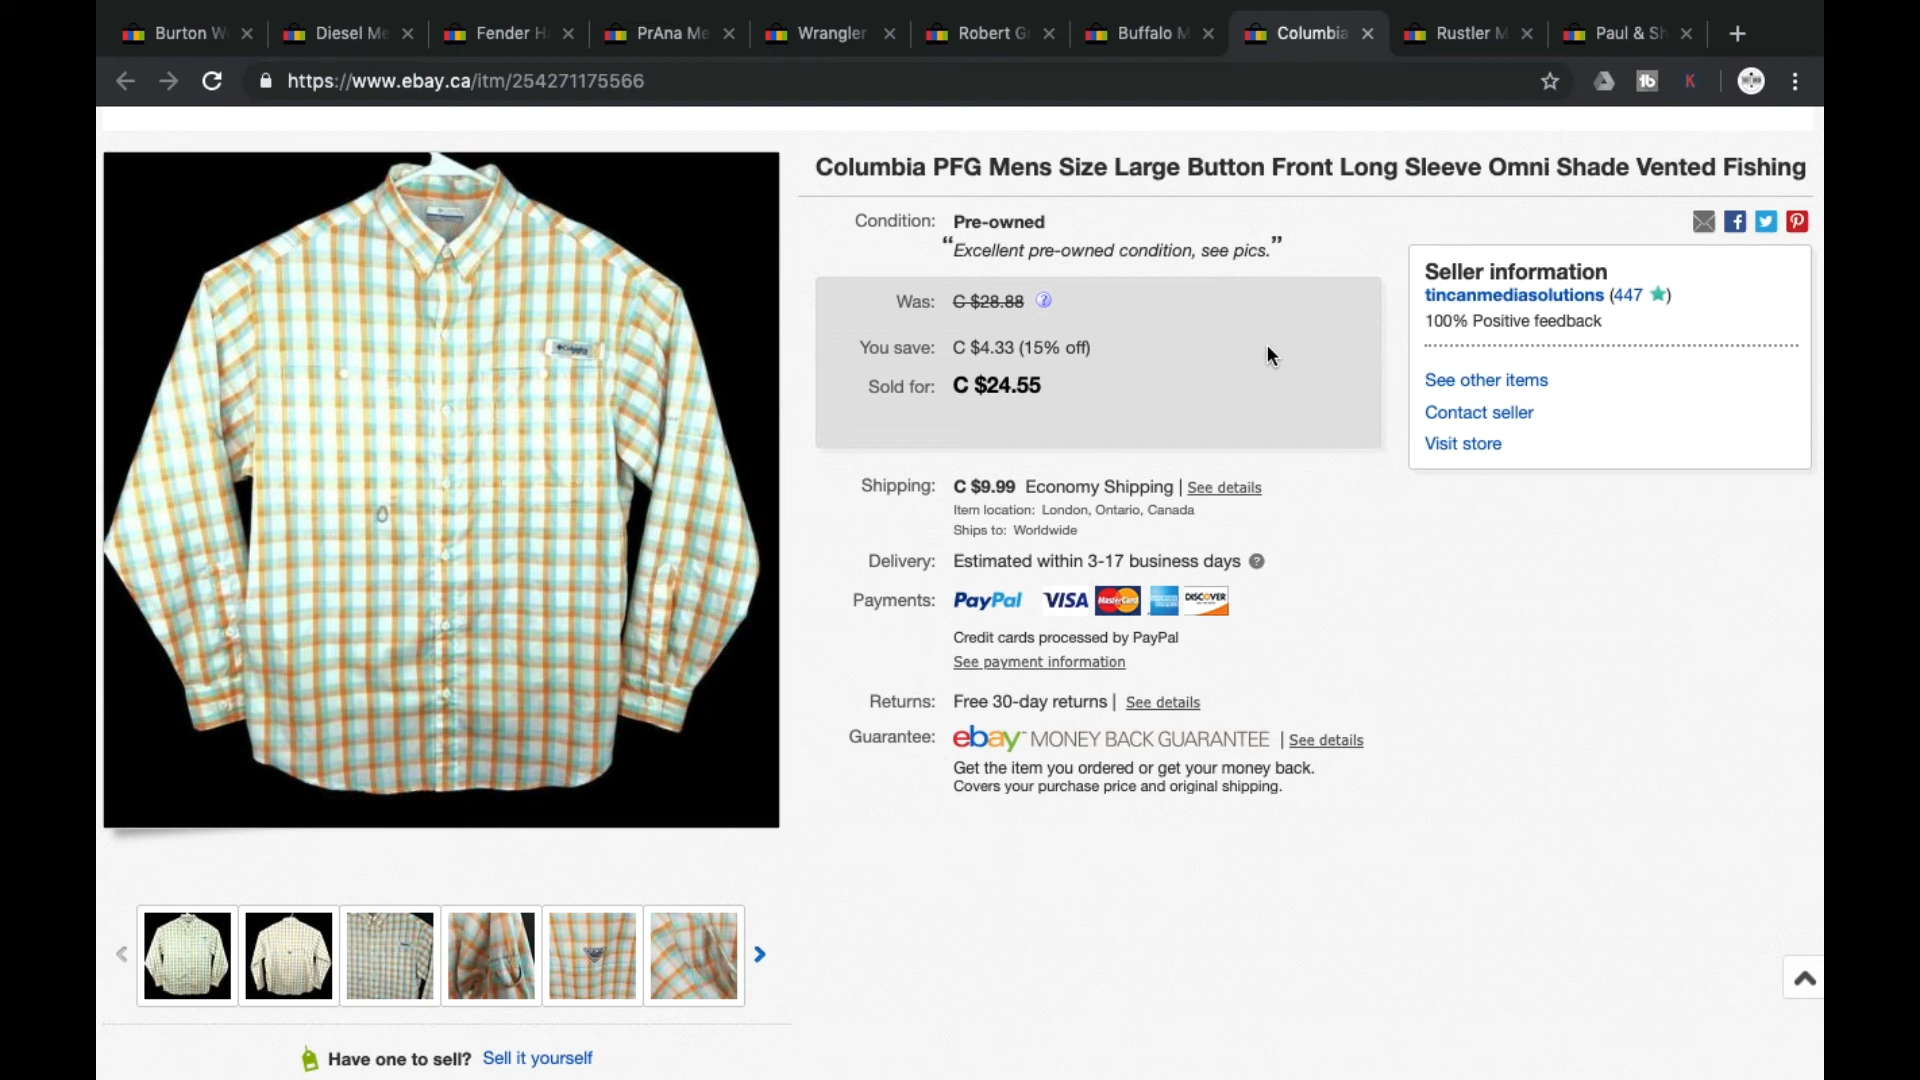 Burton W
Diesel Me
Fender H
PrAna Me
Wrangler
Robert G
Buffalo M
Columbia
Rustler M
Paul & Sh
https://www.ebay.ca/itm/254271175566
Columbia PFG Mens Size Large Button Front Long Sleeve Omni Shade Vented Fishing
Condition: Pre-owned
“Excellent pre-owned condition, see pics.”
Was: C $28.88
You save: C $4.33 (15% off)
Sold for: C $24.55
Seller information
tincanmediasolutions (447 ★)
100% Positive feedback
See other items
Contact seller
Visit store
Shipping: C $9.99 Economy Shipping | See details
Item location: London, Ontario, Canada
Ships to: Worldwide
Delivery: Estimated within 3-17 business days
Payments: PayPal VISA MasterCard DISCOVER
Credit cards processed by PayPal
See payment information
Returns: Free 30-day returns | See details
Guarantee: ebay™ MONEY BACK GUARANTEE | See details
Get the item you ordered or get your money back.
Covers your purchase price and original shipping.
Columbia
Have one to sell? Sell it yourself